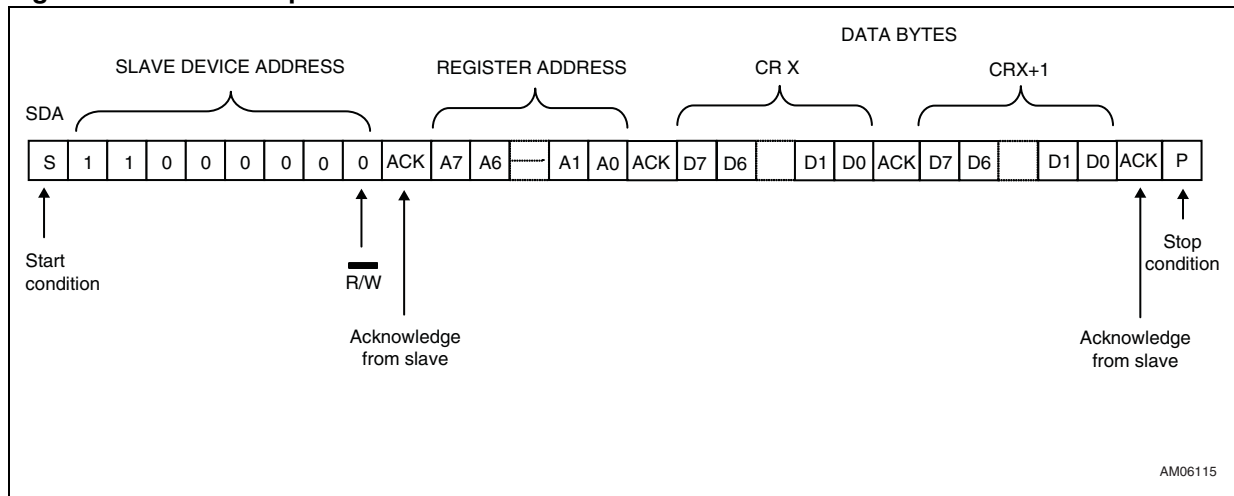 DATA BYTES
SLAVE DEVICE ADDRESS REGISTER ADDRESS CR X CRX+1
SDA
S 1 1 0 0 0 0 0 0 ACK A7 A6 A1 A0 ACK D7 D6 D1 D0 ACK D7 D6 D1 D0 ACK P
Start
condition
R/W
Acknowledge
from slave
Acknowledge
from slave
Stop
condition
AM06115